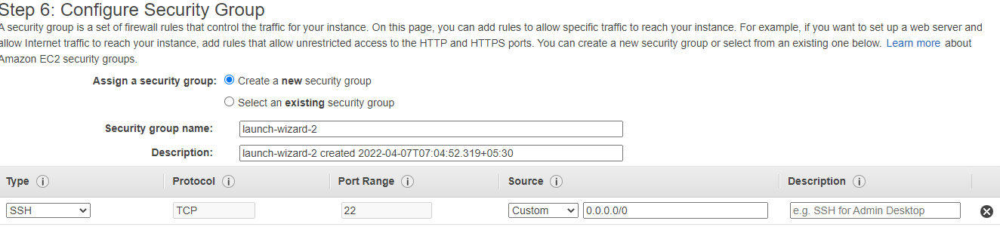 Step 6: Configure Security Group
A security group is a set of firewall rules that control the traffic for your instance. On this page, you can add rules to allow specific traffic to reach your instance. For example, if you want to set up a web server and
allow Internet traffic to reach your instance, add rules that allow unrestricted access to the HTTP and HTTPS ports. You can create a new security group or select from an existing one below. Learn more about
Amazon EC2 security groups.
Assign a security group: Create a new security group
Select an existing security group
Security group name: launch-wizard-2
Description: launch-wizard-2 created 2022-04-07T07:04:52.319+05:30
Type i Protocol i Port Range i Source i Description i
SSH TCP 22 Custom 0.0.0.0/0 e.g. SSH for Admin Desktop